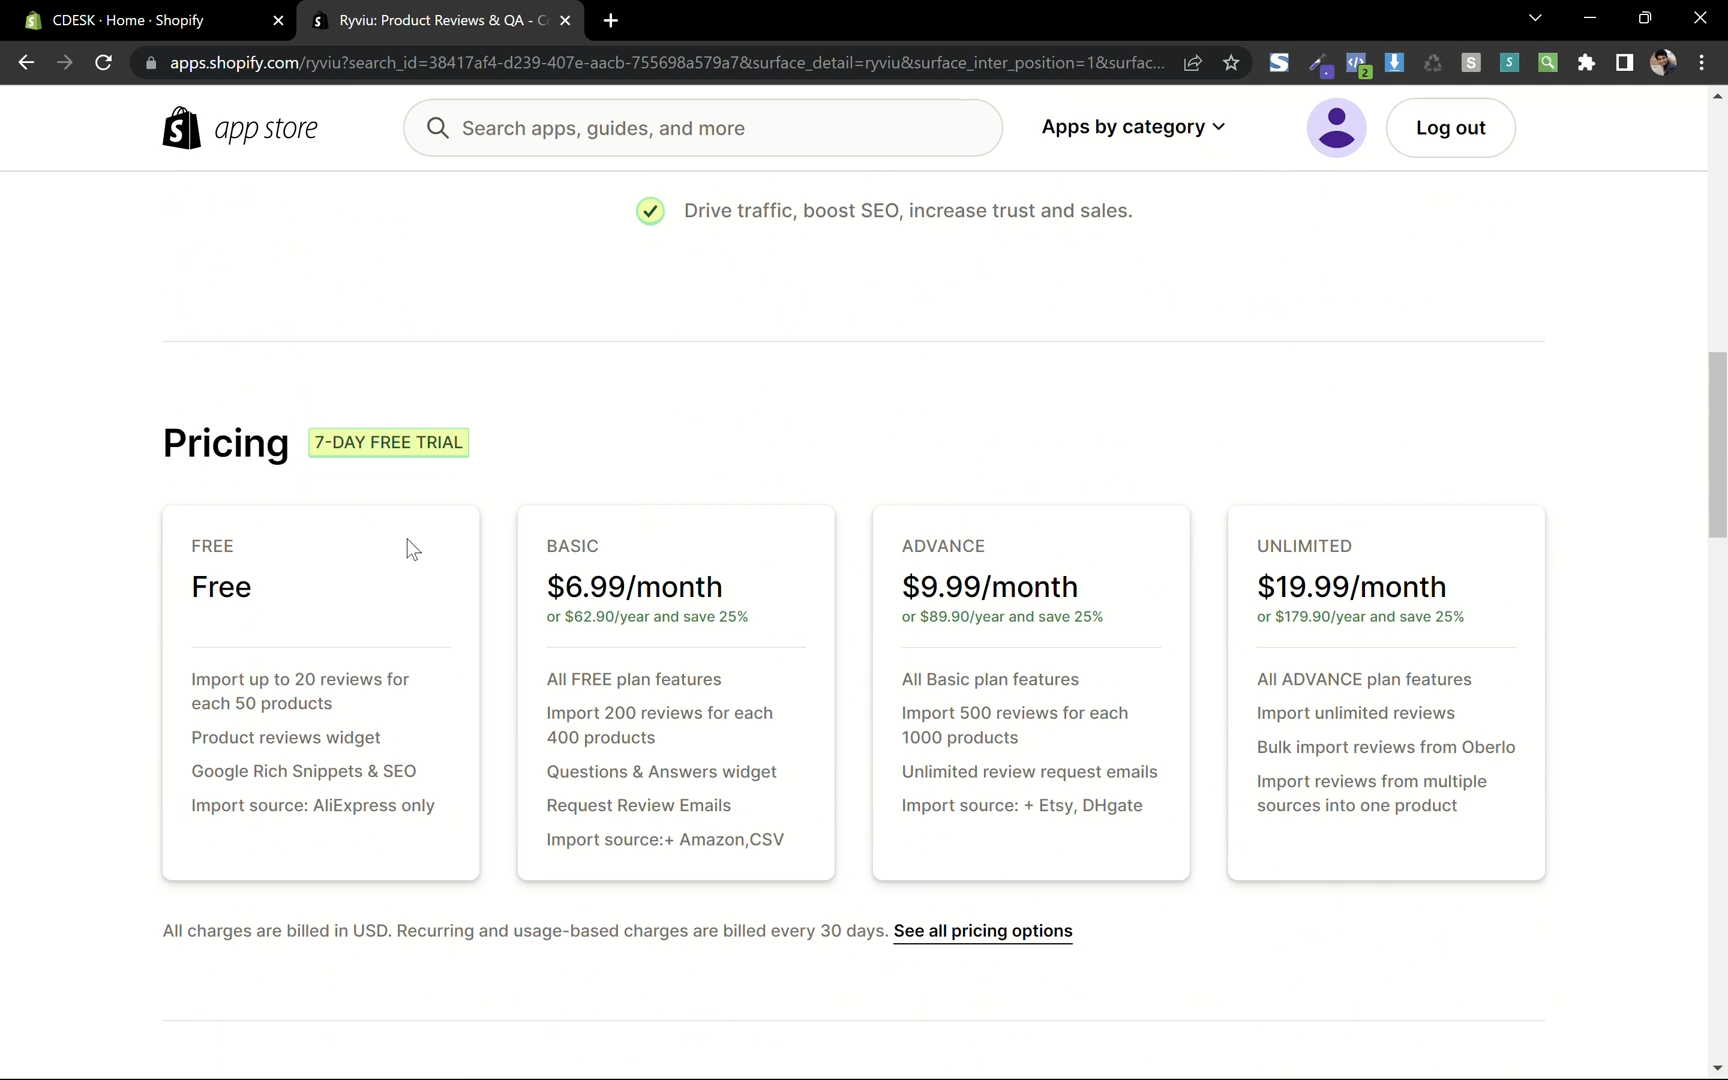 CDESK · Home · Shopify
Ryviu: Product Reviews & QA - Co
apps.shopify.com/ryviu?search_id=38417af4-d239-407e-aacb-755698a579a7&surface_detail=ryviu&surface_inter_position=1&surfac...
2
app store
Search apps, guides, and more
Apps by category
Log out
Drive traffic, boost SEO, increase trust and sales.
Pricing
7-DAY FREE TRIAL
FREE
Free
Import up to 20 reviews for
each 50 products
Product reviews widget
Google Rich Snippets & SEO
Import source: AliExpress only
BASIC
$6.99/month
or $62.90/year and save 25%
All FREE plan features
Import 200 reviews for each
400 products
Questions & Answers widget
Request Review Emails
Import source:+ Amazon,CSV
ADVANCE
$9.99/month
or $89.90/year and save 25%
All Basic plan features
Import 500 reviews for each
1000 products
Unlimited review request emails
Import source: + Etsy, DHgate
UNLIMITED
$19.99/month
or $179.90/year and save 25%
All ADVANCE plan features
Import unlimited reviews
Bulk import reviews from Oberlo
Import reviews from multiple
sources into one product
All charges are billed in USD. Recurring and usage-based charges are billed every 30 days. See all pricing options